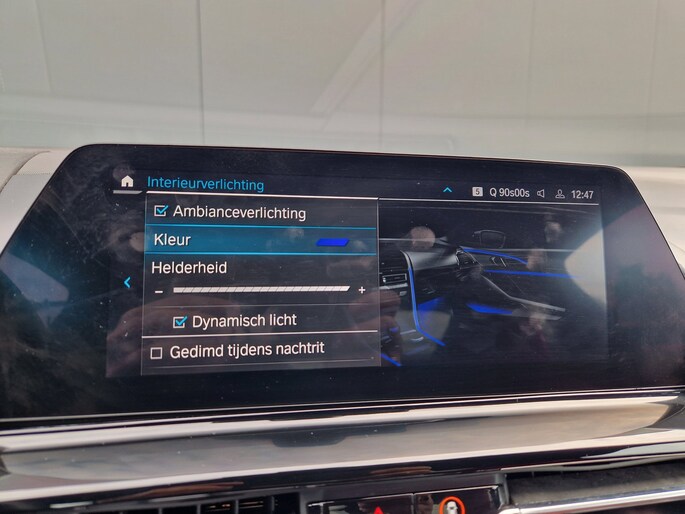 Interieurverlichting
5 Q 90s00s 12:47
Ambianceverlichting
Kleur
Helderheid
- +
Dynamisch licht
Gedimd tijdens nachtrit